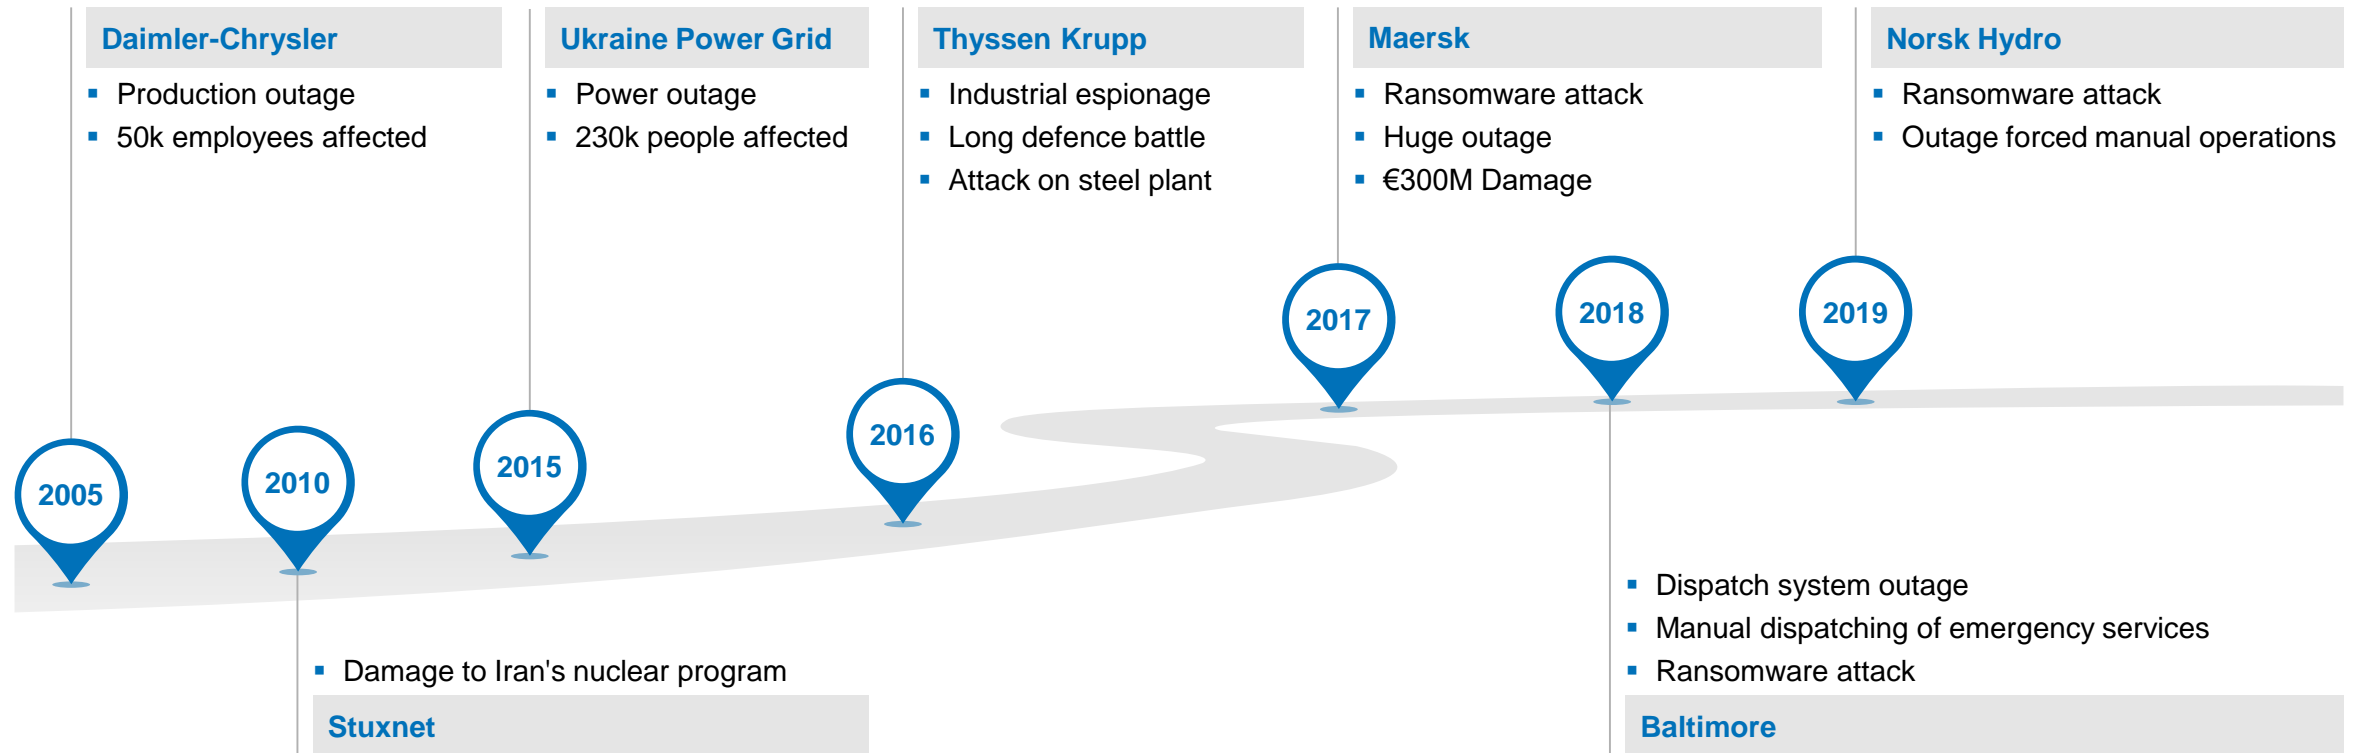 Daimler-Chrysler
▪ Production outage
▪ 50k employees affected
Ukraine Power Grid
▪ Power outage
▪ 230k people affected
Thyssen Krupp
▪ Industrial espionage
▪ Long defence battle
▪ Attack on steel plant
Maersk
▪ Ransomware attack
▪ Huge outage
▪ €300M Damage
Norsk Hydro
▪ Ransomware attack
▪ Outage forced manual operations
2005
2010
2015
2016
2017
2018
2019
▪ Damage to Iran's nuclear program
Stuxnet
▪ Dispatch system outage
▪ Manual dispatching of emergency services
▪ Ransomware attack
Baltimore